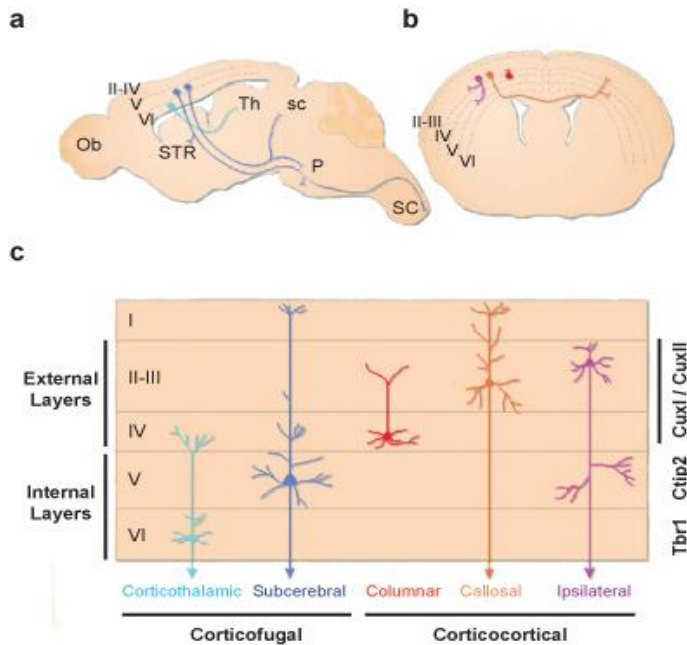 a
II-IV
V
VI
Ob
STR
Th
sc
P
SC
b
II-III
IV
V
VI
c
I
II-III
IV
V
VI
External
Layers
Internal
Layers
CuxI / CuxII
Ctip2
Tbr1
Corticothalamic Subcerebral Columnar Callosal Ipsilateral
Corticofugal Corticocortical